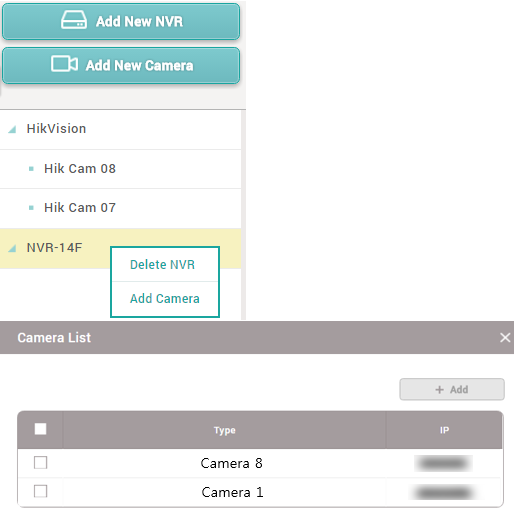 Add New NVR
Add New Camera
HikVision
Hik Cam 08
Hik Cam 07
NVR-14F
Delete NVR
Add Camera
Camera List
+ Add
Type IP
Camera 8
Camera 1